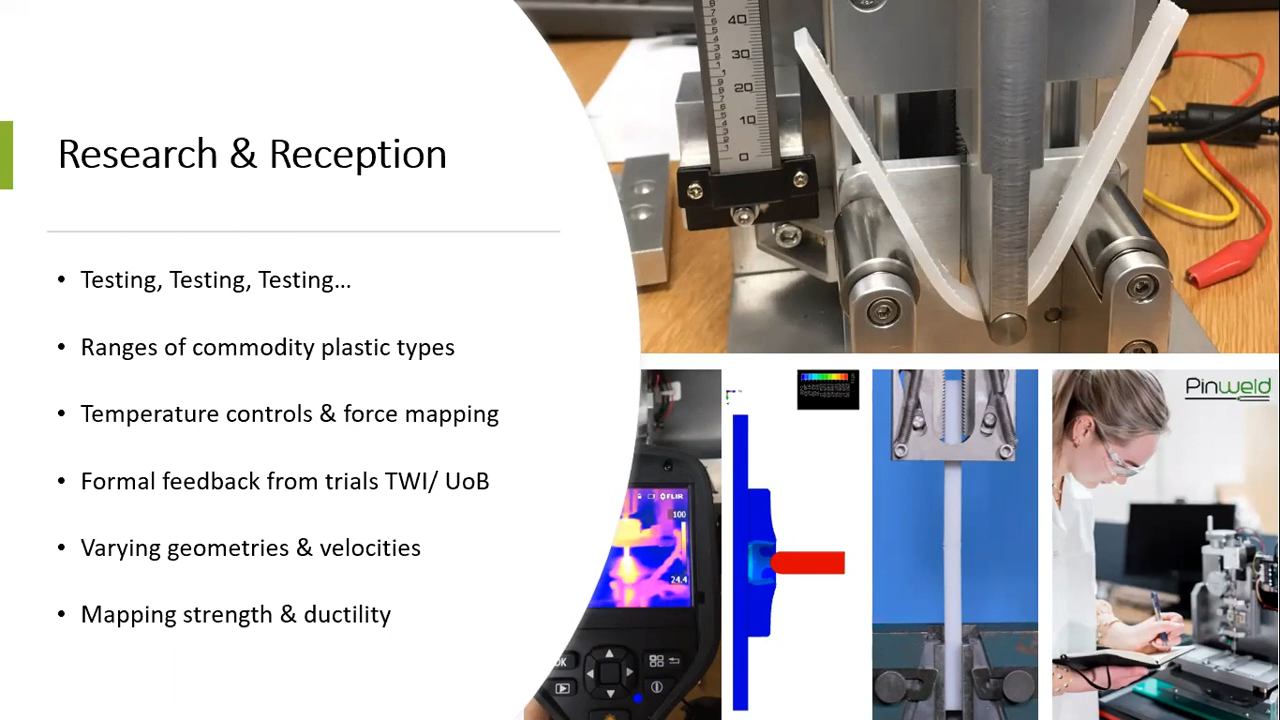 Research & Reception
• Testing, Testing, Testing…
• Ranges of commodity plastic types
• Temperature controls & force mapping
• Formal feedback from trials TWI/ UoB
• Varying geometries & velocities
• Mapping strength & ductility
40
30
20
10
0
FLIR
100
24.4
OK
Pinweld